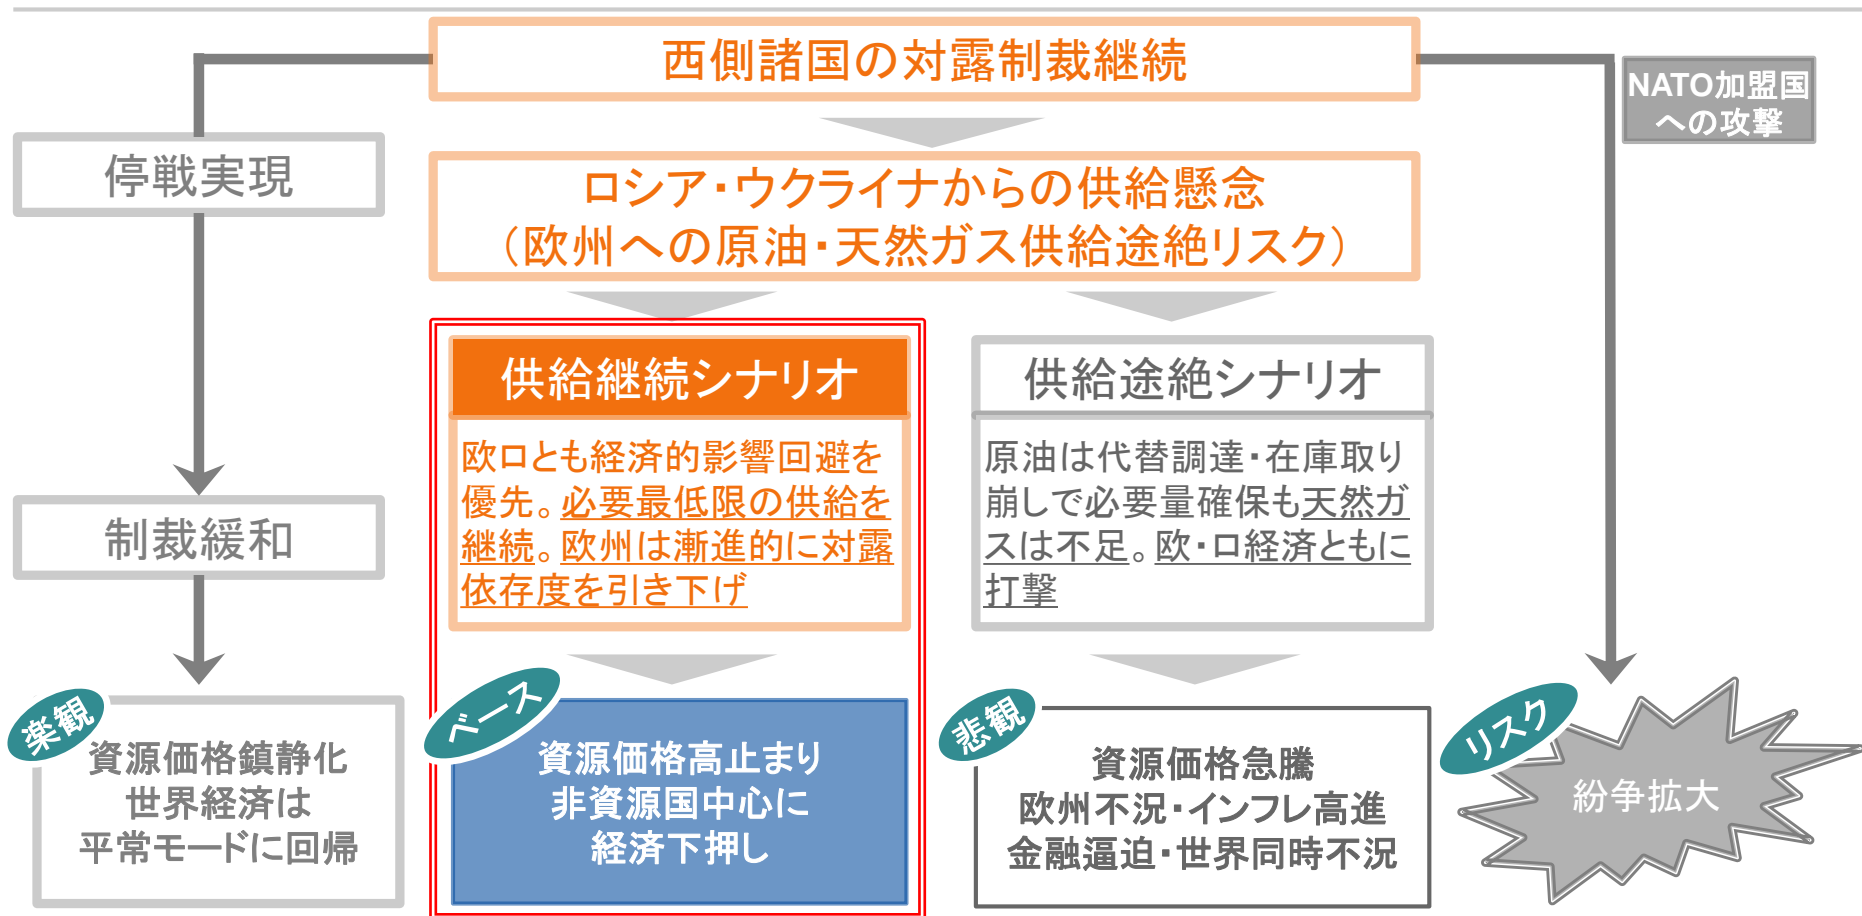 西側諸国の対露制裁継続
NATO加盟国
への攻撃
停戦実現
ロシア・ウクライナからの供給懸念
（欧州への原油・天然ガス供給途絶リスク）
供給継続シナリオ
欧ロとも経済的影響回避を
優先。必要最低限の供給を
継続。欧州は漸進的に対露
依存度を引き下げ
供給途絶シナリオ
原油は代替調達・在庫取り
崩しで必要量確保も天然ガ
スは不足。欧・ロ経済ともに
打撃
制裁緩和
楽観
資源価格鎮静化
世界経済は
平常モードに回帰
ベース
資源価格高止まり
非資源国中心に
経済下押し
悲観
資源価格急騰
欧州不況・インフレ高進
金融逼迫・世界同時不況
リスク
紛争拡大